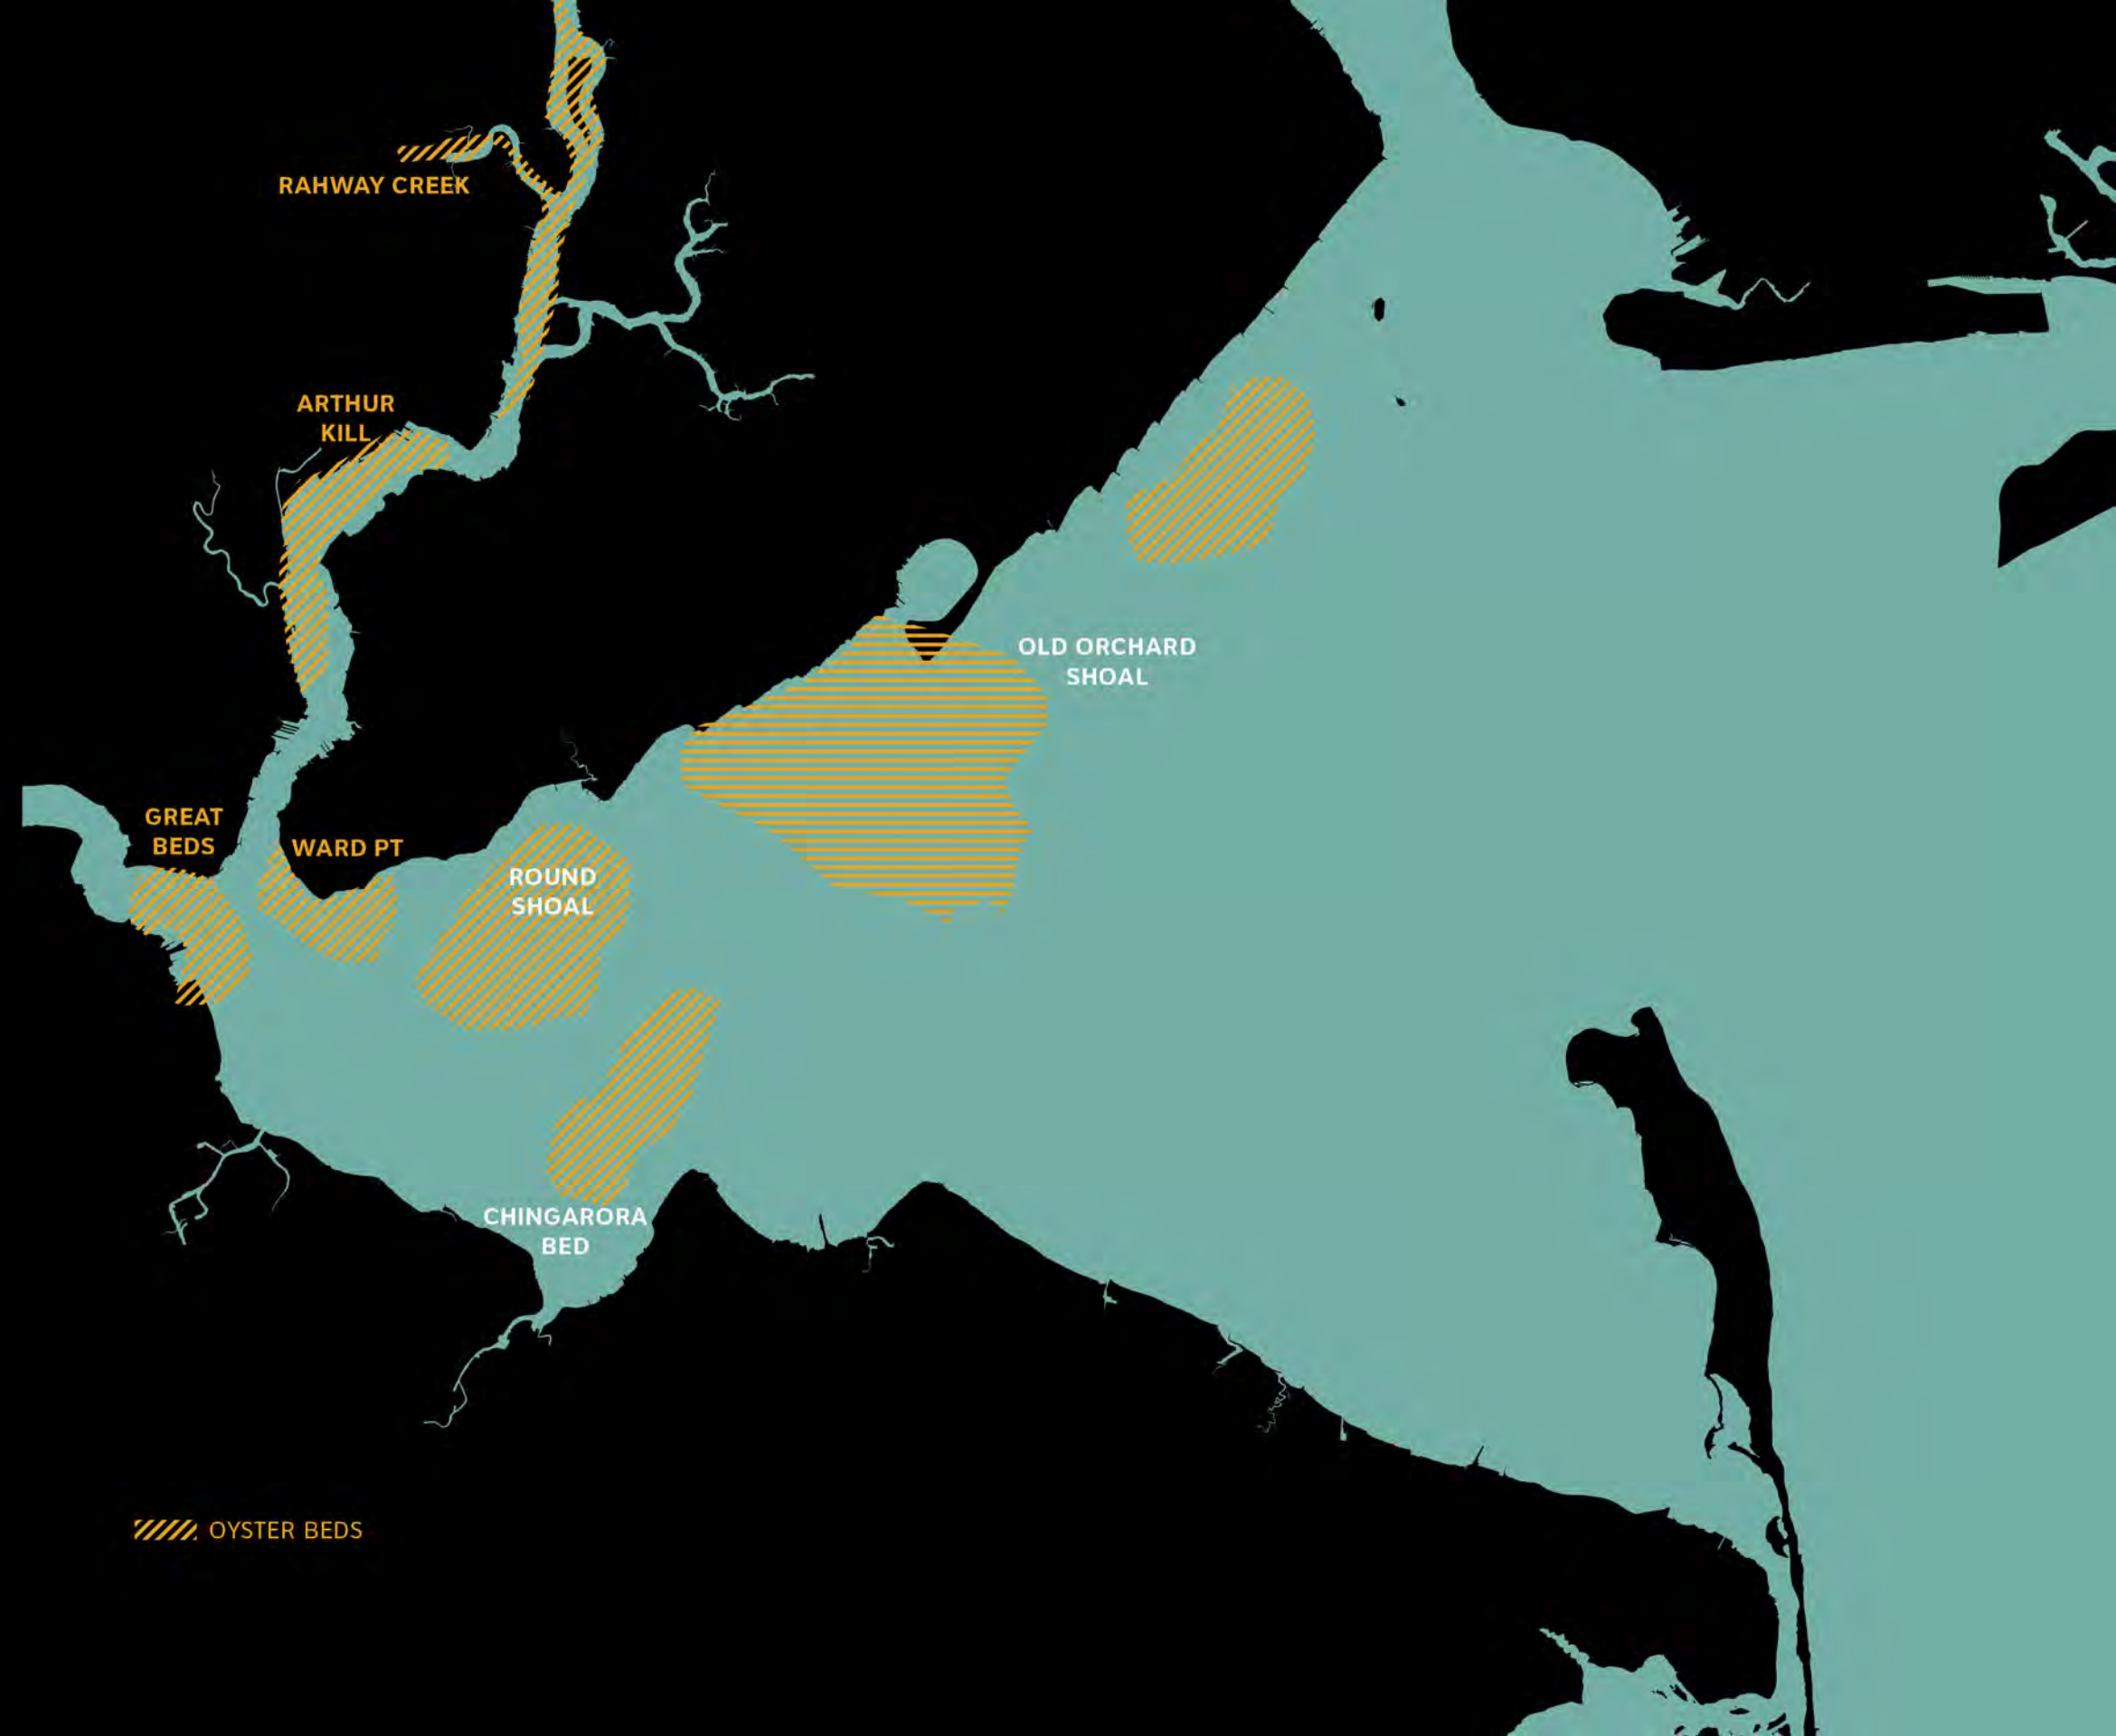 RAHWAY CREEK
ARTHUR
KILL
OLD ORCHARD
SHOAL
GREAT
BEDS
WARD PT
ROUND
SHOAL
CHINGARORA
BED
OYSTER BEDS